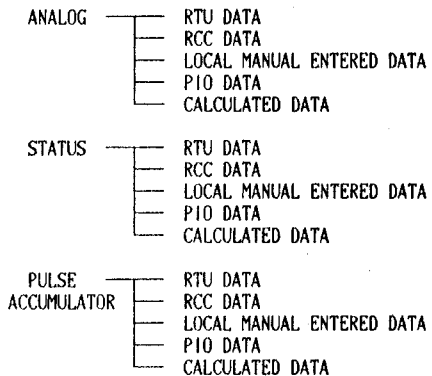 ANALOG RTU DATA
RCC DATA
LOCAL MANUAL ENTERED DATA
PIO DATA
CALCULATED DATA
STATUS RTU DATA
RCC DATA
LOCAL MANUAL ENTERED DATA
PIO DATA
CALCULATED DATA
PULSE RTU DATA
ACCUMULATOR RCC DATA
LOCAL MANUAL ENTERED DATA
PIO DATA
CALCULATED DATA